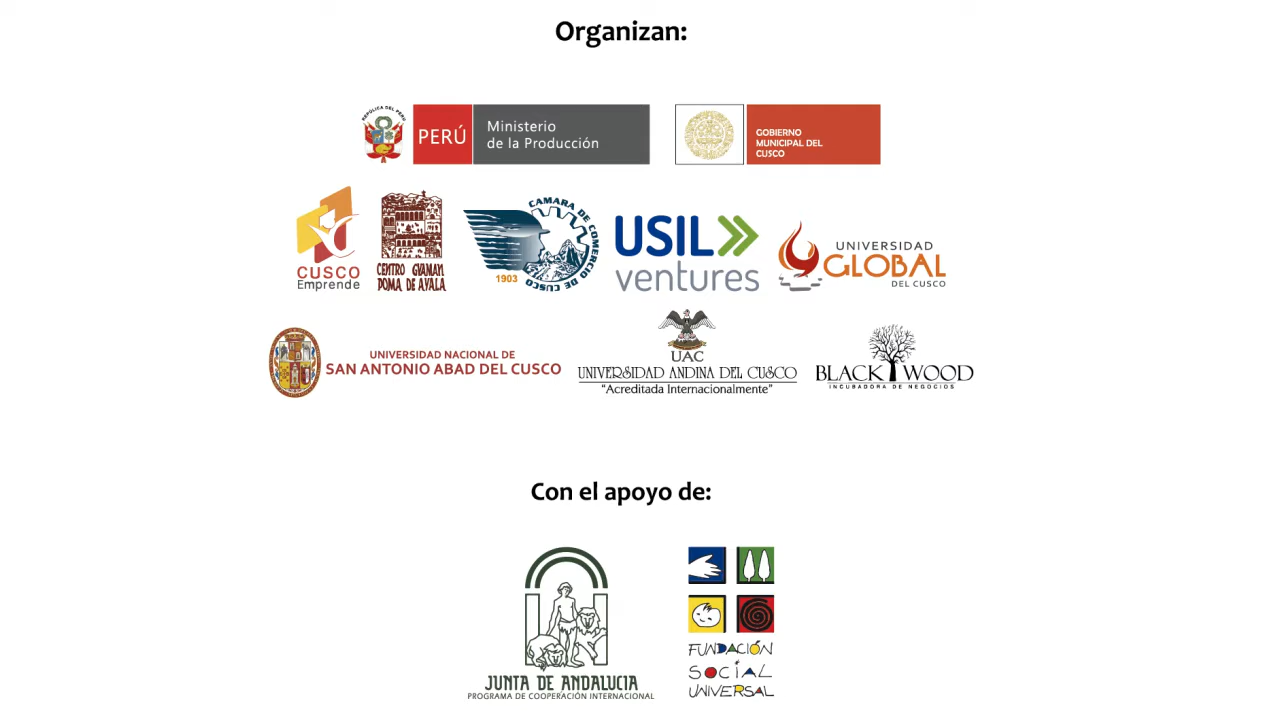 Organizan:
REPÚBLICA DEL PERÚ
PERÚ
Ministerio
de la Producción
GOBIERNO
MUNICIPAL DEL
CUSCO
CUSCO
Emprende
CENTRO GUAMAN
POMA DE AYALA
CAMARA DE COMERCIO DE CUSCO
1903
USIL
ventures
UNIVERSIDAD
GLOBAL
DEL CUSCO
UNIVERSIDAD NACIONAL DE
SAN ANTONIO ABAD DEL CUSCO
UAC
UNIVERSIDAD ANDINA DEL CUSCO
“Acreditada Internacionalmente”
BLACKWOOD
INCUBADORA DE NEGOCIOS
Con el apoyo de:
JUNTA DE ANDALUCIA
PROGRAMA DE COOPERACIÓN INTERNACIONAL
FUNDACIÓN
SOCIAL
UNIVERSAL